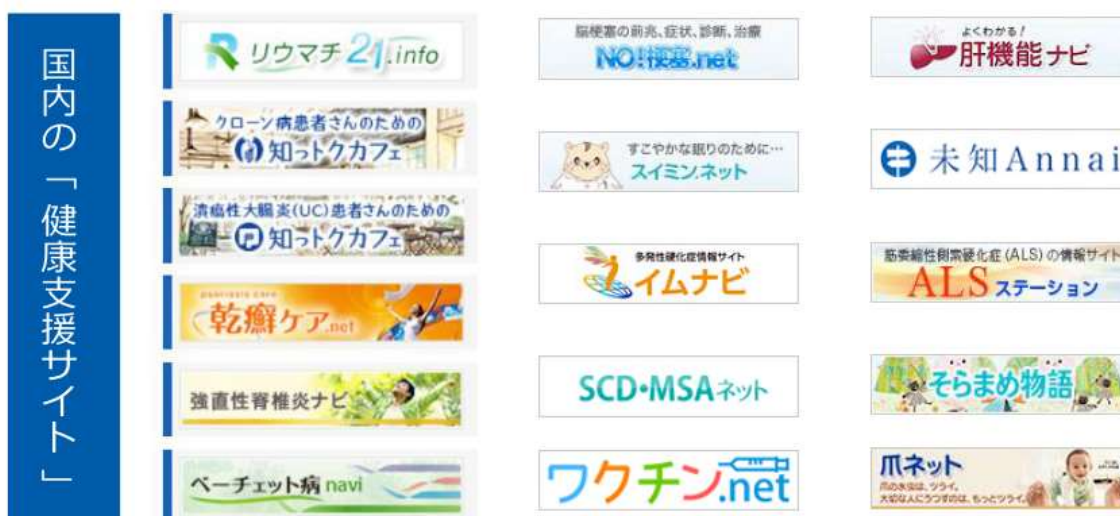 国内の「健康支援サイト」
リウマチ21.info
クローン病患者さんのための
知っトクカフェ
潰瘍性大腸炎(UC)患者さんのための
知っトクカフェ
psoriasis care
乾癬ケア.net
強直性脊椎炎ナビ
ベーチェット病navi
脳梗塞の前兆、症状、診断、治療
NO!梗塞.net
すこやかな眠りのために…
スイミン.ネット
多発性硬化症情報サイト
イムナビ
SCD・MSAネット
ワクチン.net
よくわかる!
肝機能ナビ
未知Annai
筋委縮性側索硬化症(ALS)の情報サイト
ALSステーション
そらまめ物語
爪ネット
爪の水虫は、ツライ。
大切な人にうつすのは、もっとツライ。